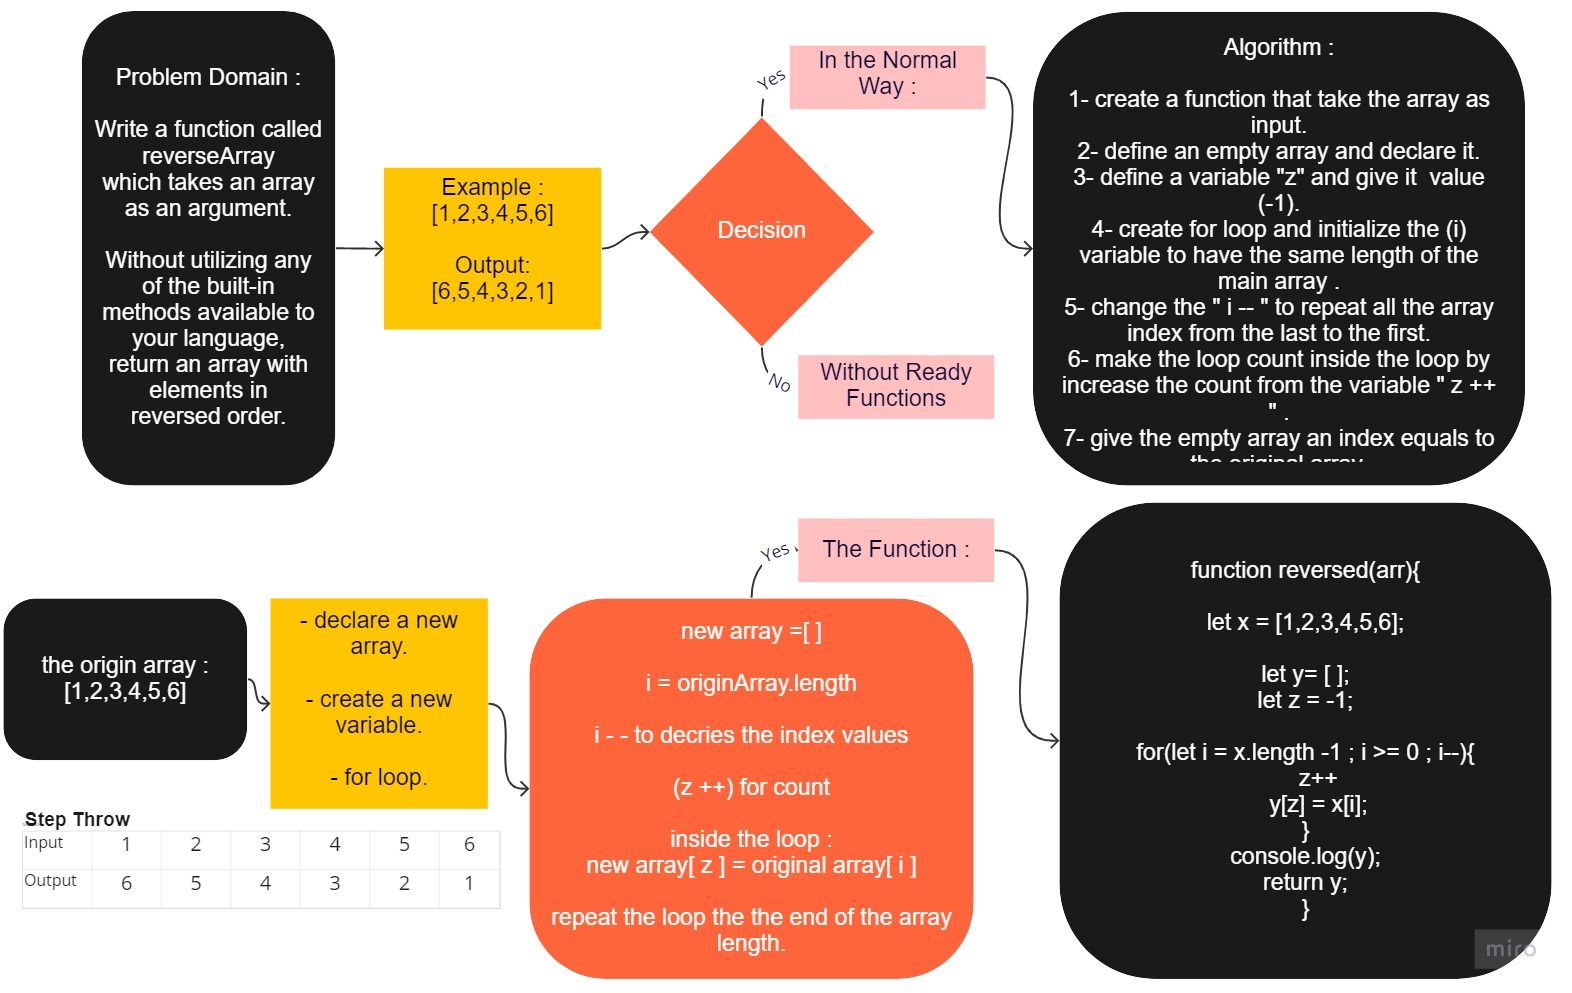 Problem Domain :
Write a function called
reverseArray
which takes an array
as an argument.
Without utilizing any
of the built-in
methods available to
your language,
return an array with
elements in
reversed order.
Example :
[1,2,3,4,5,6]
Output:
[6,5,4,3,2,1]
Decision
Yes
In the Normal
Way :
No
Without Ready
Functions
Algorithm :
1- create a function that take the array as
input.
2- define an empty array and declare it.
3- define a variable "z" and give it  value
(-1).
4- create for loop and initialize the (i)
variable to have the same length of the
main array .
5- change the " i -- " to repeat all the array
index from the last to the first.
6- make the loop count inside the loop by
increase the count from the variable " z ++
" .
7- give the empty array an index equals to
the original array
the origin array :
[1,2,3,4,5,6]
- declare a new
array.
- create a new
variable.
- for loop.
Step Throw
Input 1 2 3 4 5 6
Output 6 5 4 3 2 1
new array =[ ]
i = originArray.length
i - - to decries the index values
(z ++) for count
inside the loop :
new array[ z ] = original array[ i ]
repeat the loop the the end of the array
length.
Yes
The Function :
function reversed(arr){
let x = [1,2,3,4,5,6];
let y= [ ];
let z = -1;
for(let i = x.length -1 ; i >= 0 ; i--){
z++
y[z] = x[i];
}
console.log(y);
return y;
}
miro